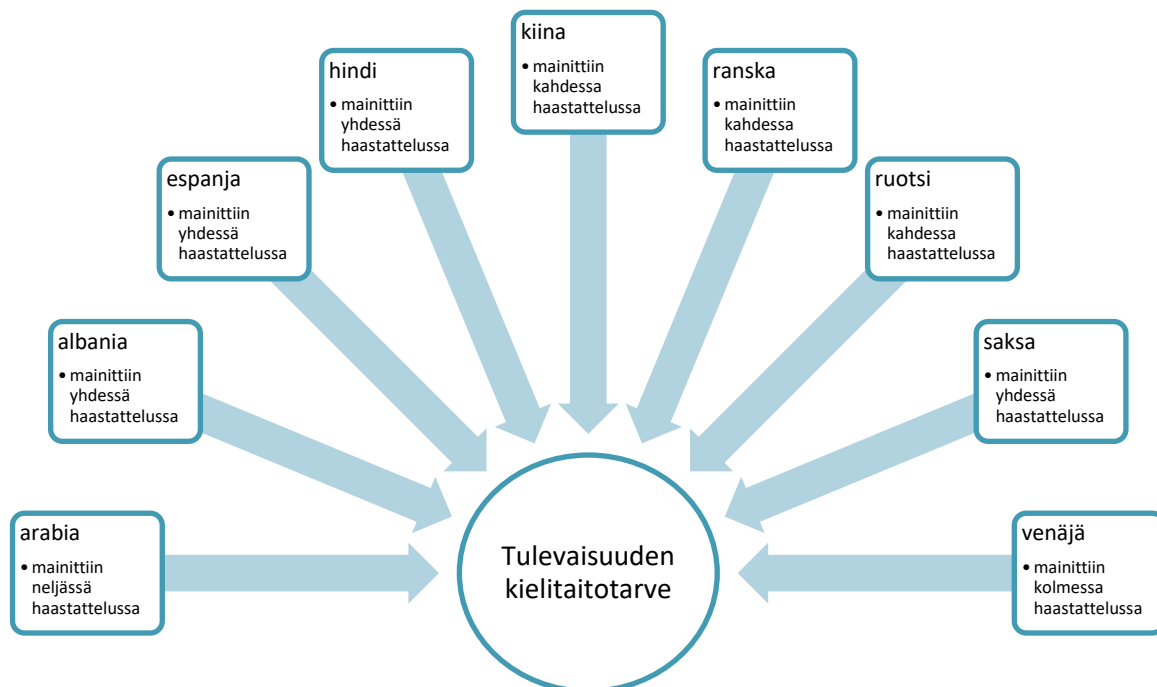 kiina
• mainittiin
kahdessa
haastattelussa
hindi
• mainittiin
yhdessä
haastattelussa
ranska
• mainittiin
kahdessa
haastattelussa
espanja
• mainittiin
yhdessä
haastattelussa
ruotsi
• mainittiin
kahdessa
haastattelussa
albania
• mainittiin
yhdessä
haastattelussa
saksa
• mainittiin
yhdessä
haastattelussa
arabia
• mainittiin
neljässä
haastattelussa
venäjä
• mainittiin
kolmessa
haastattelussa
Tulevaisuuden
kielitaitotarve